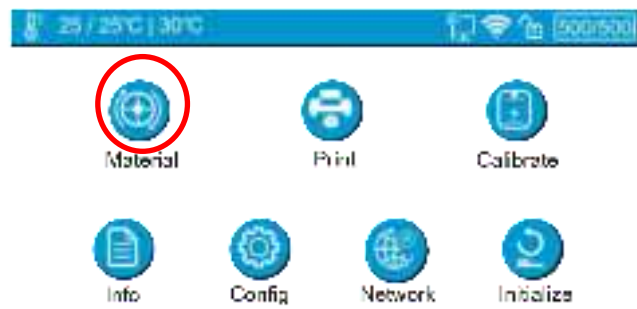 25 / 25°C | 30°C 500/500
Material Print Calibrate
Info Config Network Initialize